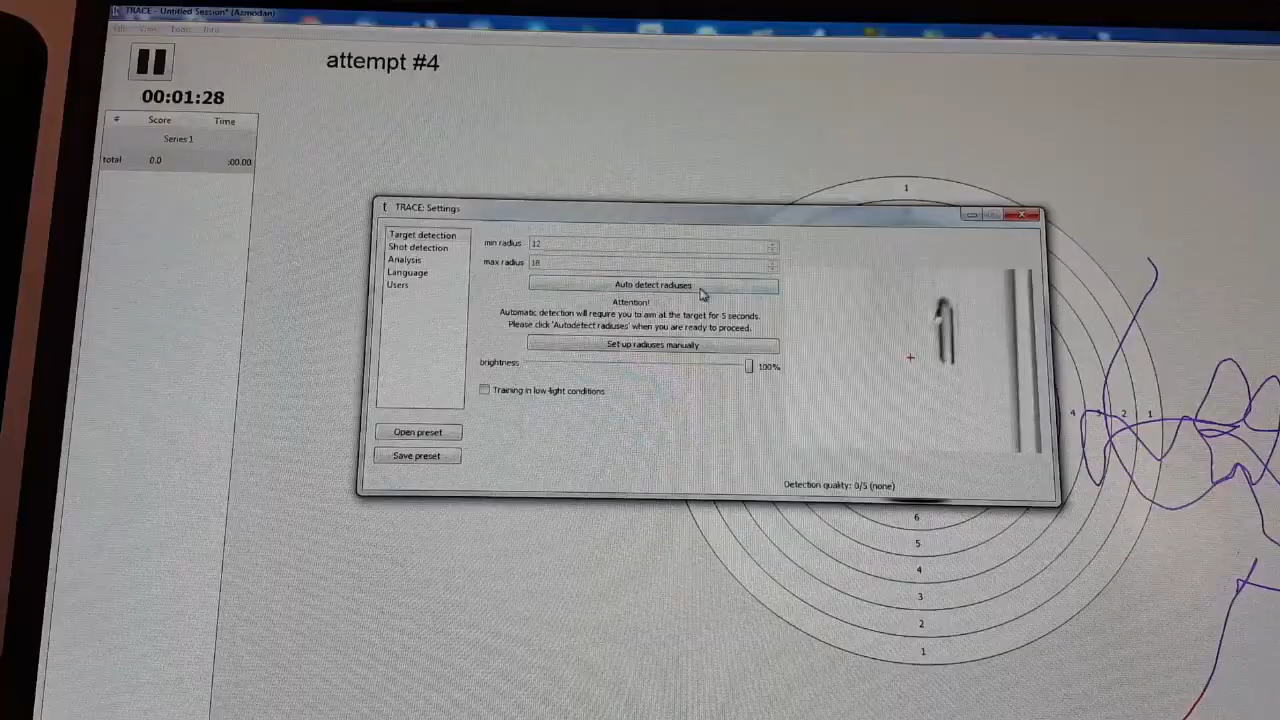 TRACE - Untitled Session* (Azmodan)
Tools Info
attempt #4
00:01:28
# Score Time
Series 1
total 0.0 :00.00
1
TRACE: Settings
Target detection
Shot detection
Analysis
Language
Users
min radius 12
max radius 18
Auto detect radiuses
Attention!
Automatic detection will require you to aim at the target for 5 seconds.
Please click 'Autodetect radiuses' when you are ready to proceed.
Set up radiuses manually
brightness 100%
Training in low-light conditions
Open preset
Save preset
Detection quality: 0/5 (none)
4 3 2 1
6
5
4
3
2
1